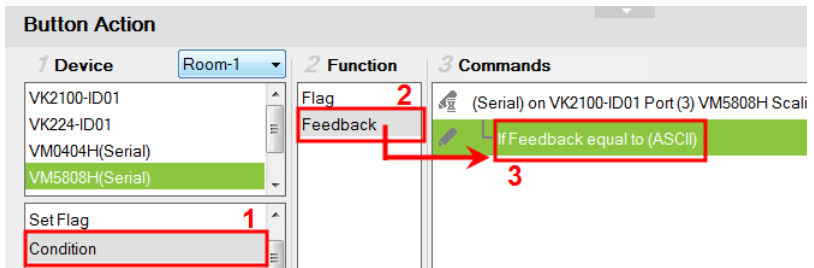 Button Action
1 Device Room-1 2 Function 3 Commands
VK2100-ID01
VK224-ID01
VM0404H(Serial)
VM5808H(Serial)
Set Flag 1
Condition
Flag 2
Feedback
(Serial) on VK2100-ID01 Port (3) VM5808H Scali
If Feedback equal to (ASCII)
3